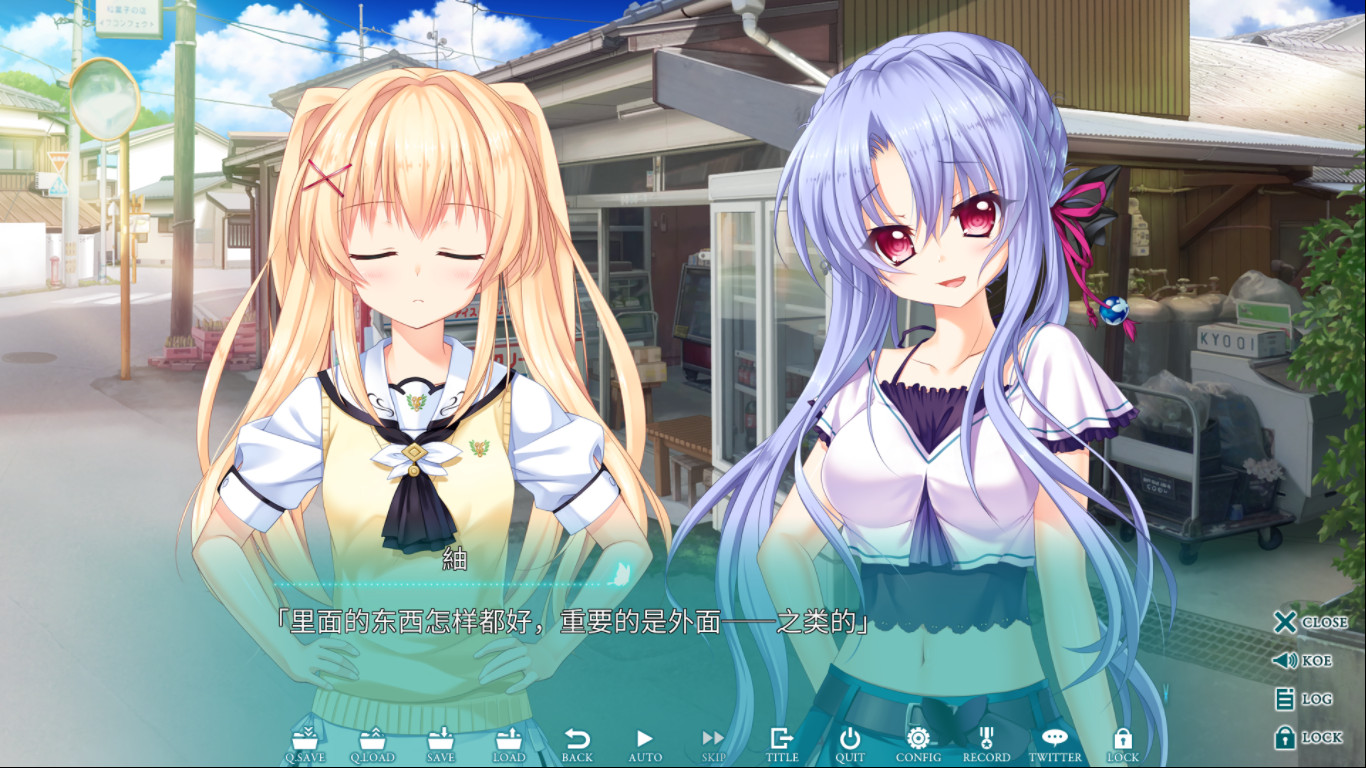 紬
「里面的东西怎样都好，重要的是外面——之类的」
KYOOI
CLOSE
KOE
LOG
LOCK
Q.SAVE
Q.LOAD
SAVE
LOAD
BACK
AUTO
SKIP
TITLE
QUIT
CONFIG
RECORD
TWITTER
LOCK